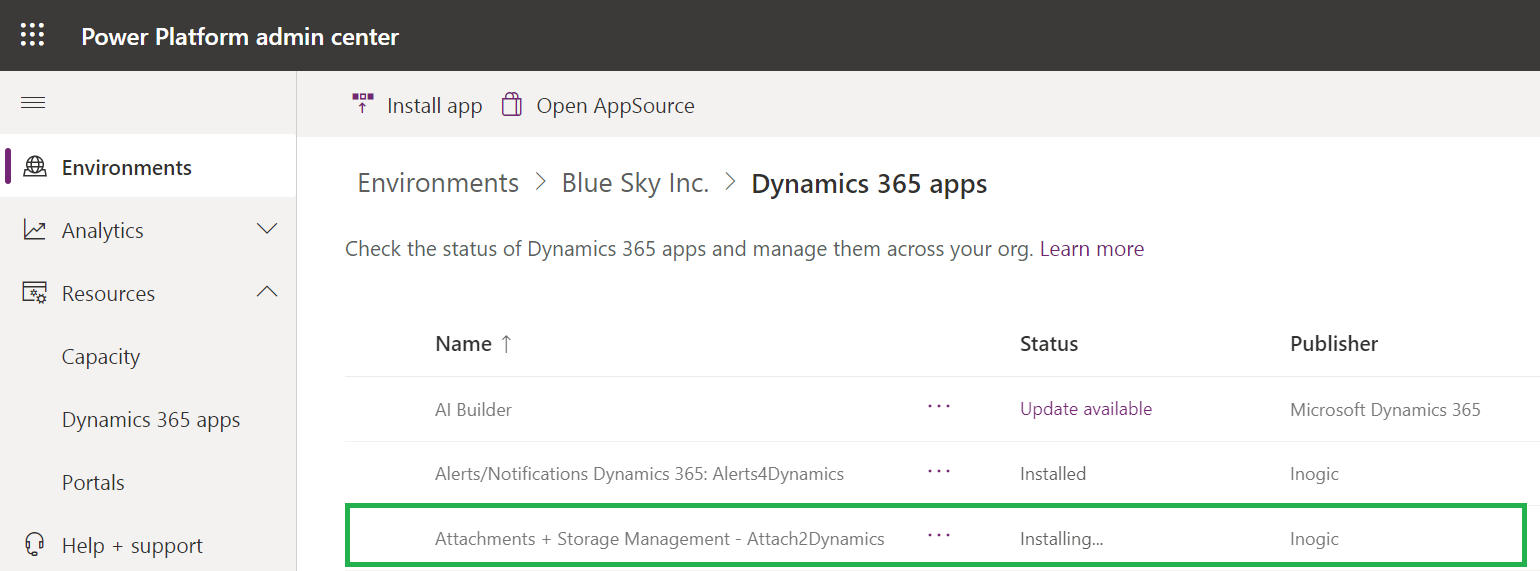 Power Platform admin center
Install app
Open AppSource
Environments
Analytics
Resources
Capacity
Dynamics 365 apps
Portals
Help + support
Environments > Blue Sky Inc. > Dynamics 365 apps
Check the status of Dynamics 365 apps and manage them across your org. Learn more
Name ↑ Status Publisher
AI Builder ... Update available Microsoft Dynamics 365
Alerts/Notifications Dynamics 365: Alerts4Dynamics ... Installed Inogic
Attachments + Storage Management - Attach2Dynamics ... Installing... Inogic